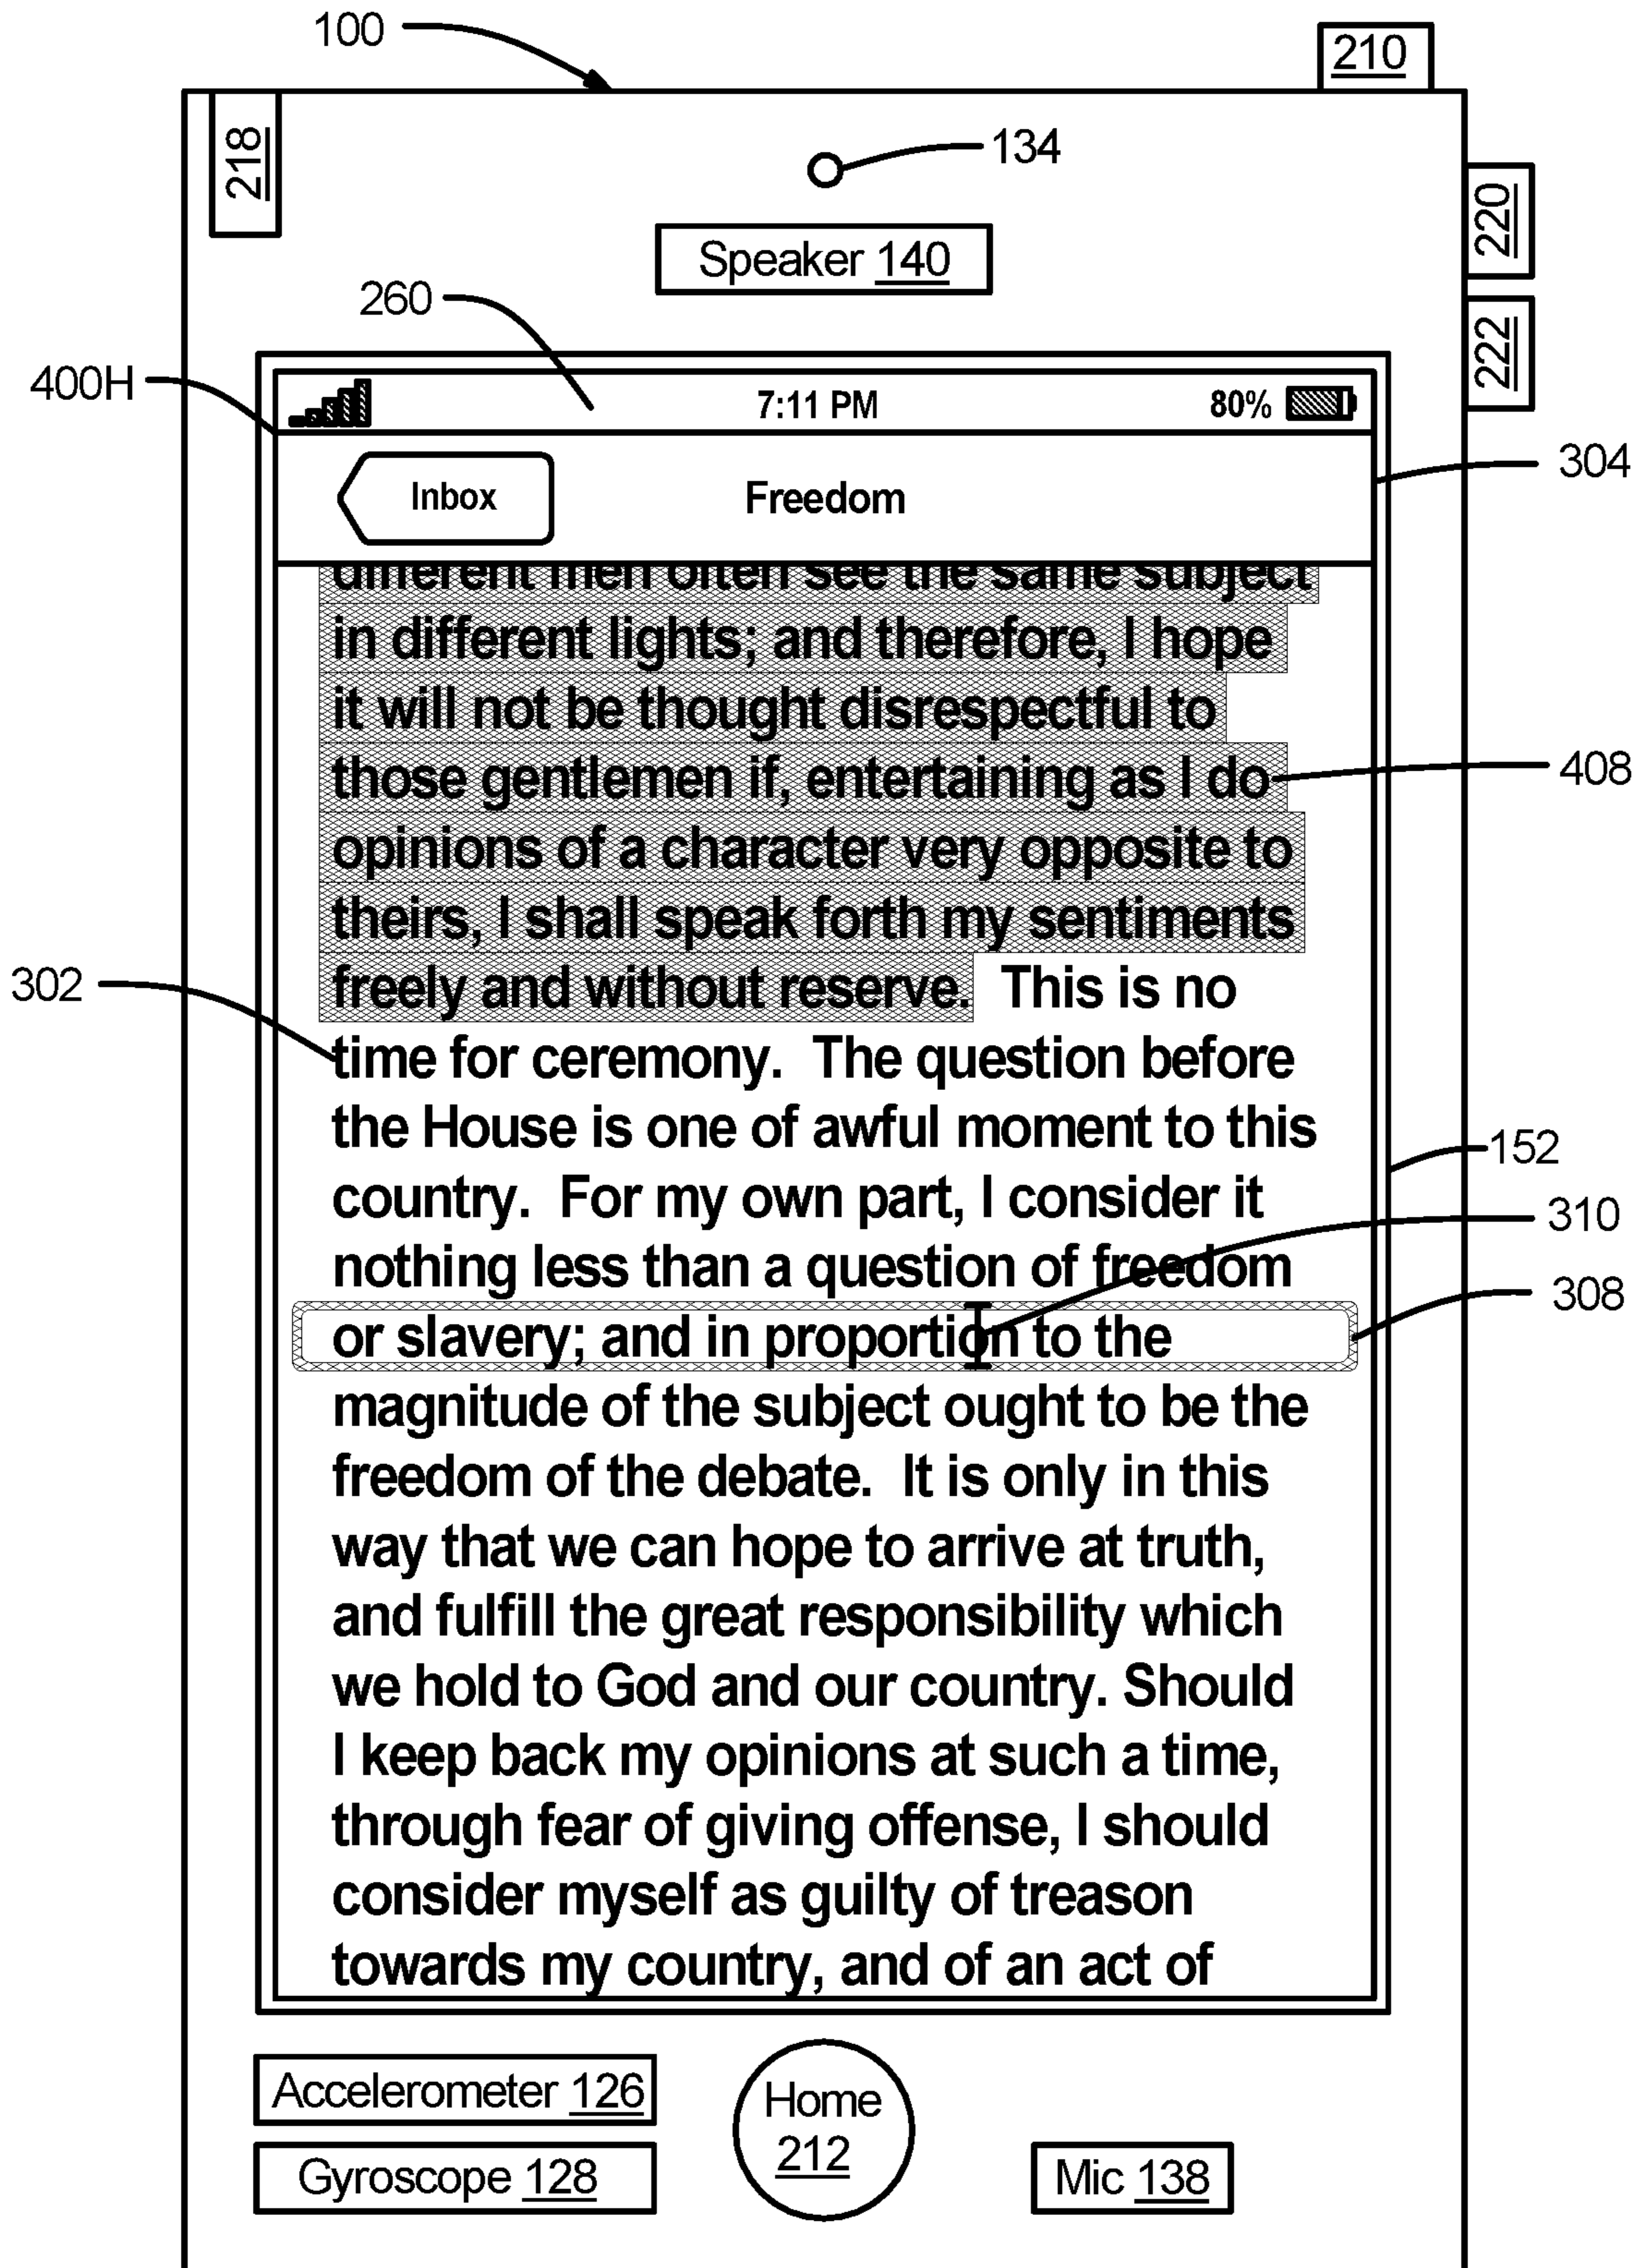 100
210
218
134
220
Speaker 140
260
222
400H
7:11 PM
80%
304
Inbox
Freedom
different men often see the same subject
in different lights; and therefore, I hope
it will not be thought disrespectful to
those gentlemen if, entertaining as I do
408
opinions of a character very opposite to
theirs, I shall speak forth my sentiments
302
freely and without reserve.  This is no
time for ceremony.  The question before
the House is one of awful moment to this
152
country.  For my own part, I consider it
310
nothing less than a question of freedom
308
or slavery; and in proportion to the
magnitude of the subject ought to be the
freedom of the debate.  It is only in this
way that we can hope to arrive at truth,
and fulfill the great responsibility which
we hold to God and our country. Should
I keep back my opinions at such a time,
through fear of giving offense, I should
consider myself as guilty of treason
towards my country, and of an act of
Accelerometer 126
Home
212
Gyroscope 128
Mic 138